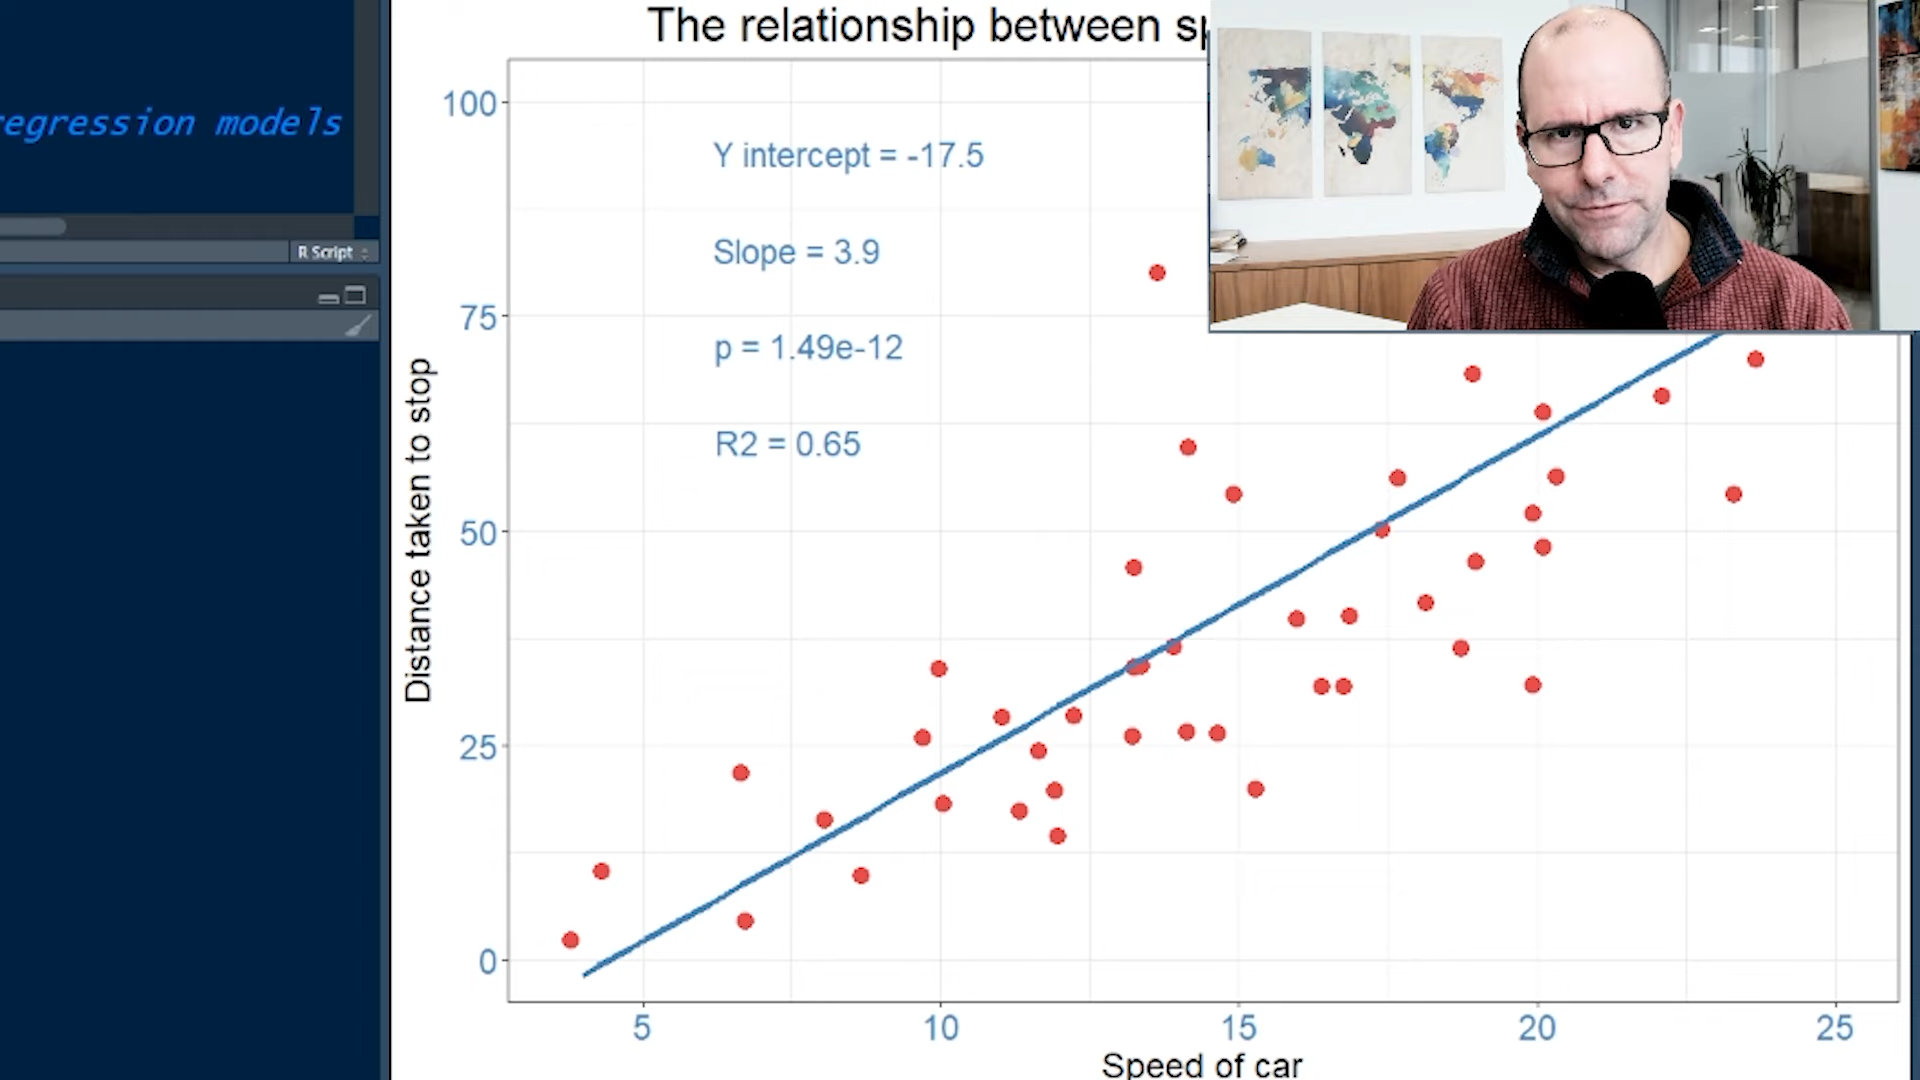 regression models
R Script
The relationship between sp
100
75
50
25
0
Distance taken to stop
Y intercept = -17.5
Slope = 3.9
p = 1.49e-12
R2 = 0.65
5 10 15 20 25
Speed of car